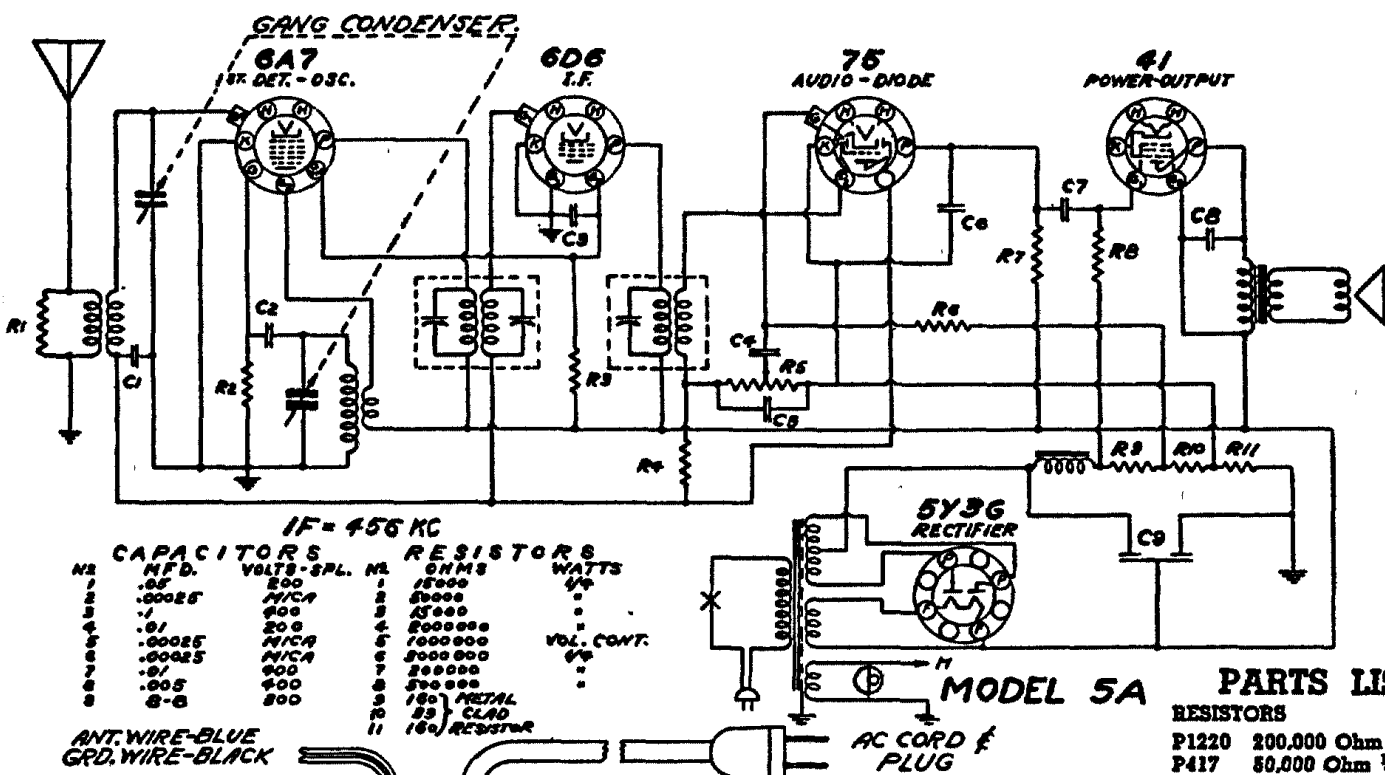 GANG CONDENSER.
6A7
1ST. DET. - OSC.
6D6
I.F.
75
AUDIO - DIODE
41
POWER-OUTPUT
C3
C6
C7
C8
R7
R8
R1
C1
C2
R2
R3
R6
C4
R5
C5
R4
R9 R10 R11
IF = 456 KC
5Y3G
RECTIFIER
C9
CAPACITORS RESISTORS
Nº MFD. VOLTS-SPL. Nº OHMS WATTS
1 .05 200 1 15000 1/4
2 .00025 MICA 2 50000 "
3 .1 400 3 15000 "
4 .01 200 4 2000000 "
5 .00025 MICA 5 1000000 VOL. CONT.
6 .00025 MICA 6 1/4
7 .01 400 7 200000 "
8 .005 400 8 500000 "
9 8-8 200 9 160 METAL
10 CLAD
11 160 RESISTOR
H
MODEL 5A
ANT. WIRE-BLUE
GRD. WIRE-BLACK
AC CORD &
PLUG
PARTS
RESISTORS
P1220 200,000 Ohm
P417 50,000 Ohm